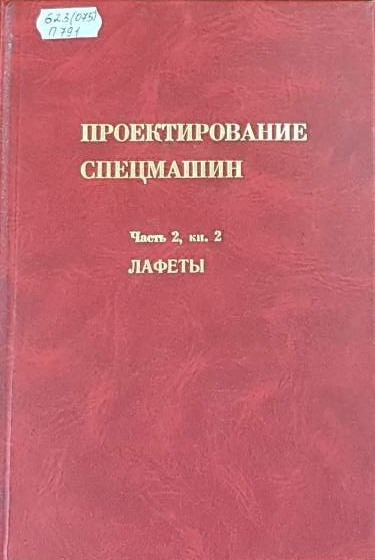 623(075)
П791
ПРОЕКТИРОВАНИЕ
СПЕЦМАШИН
Часть 2, кн. 2
ЛАФЕТЫ